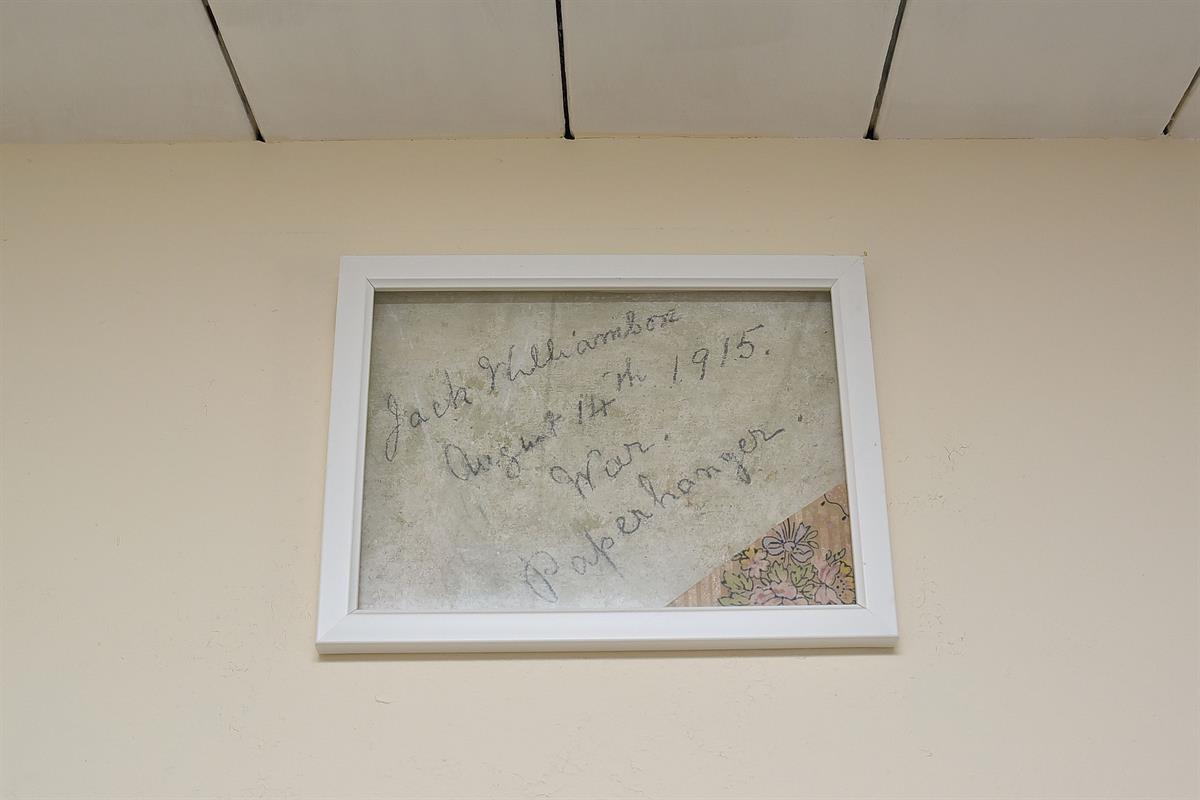 Jack Williamson
August 14th 1915.
War.
Paperhanger.